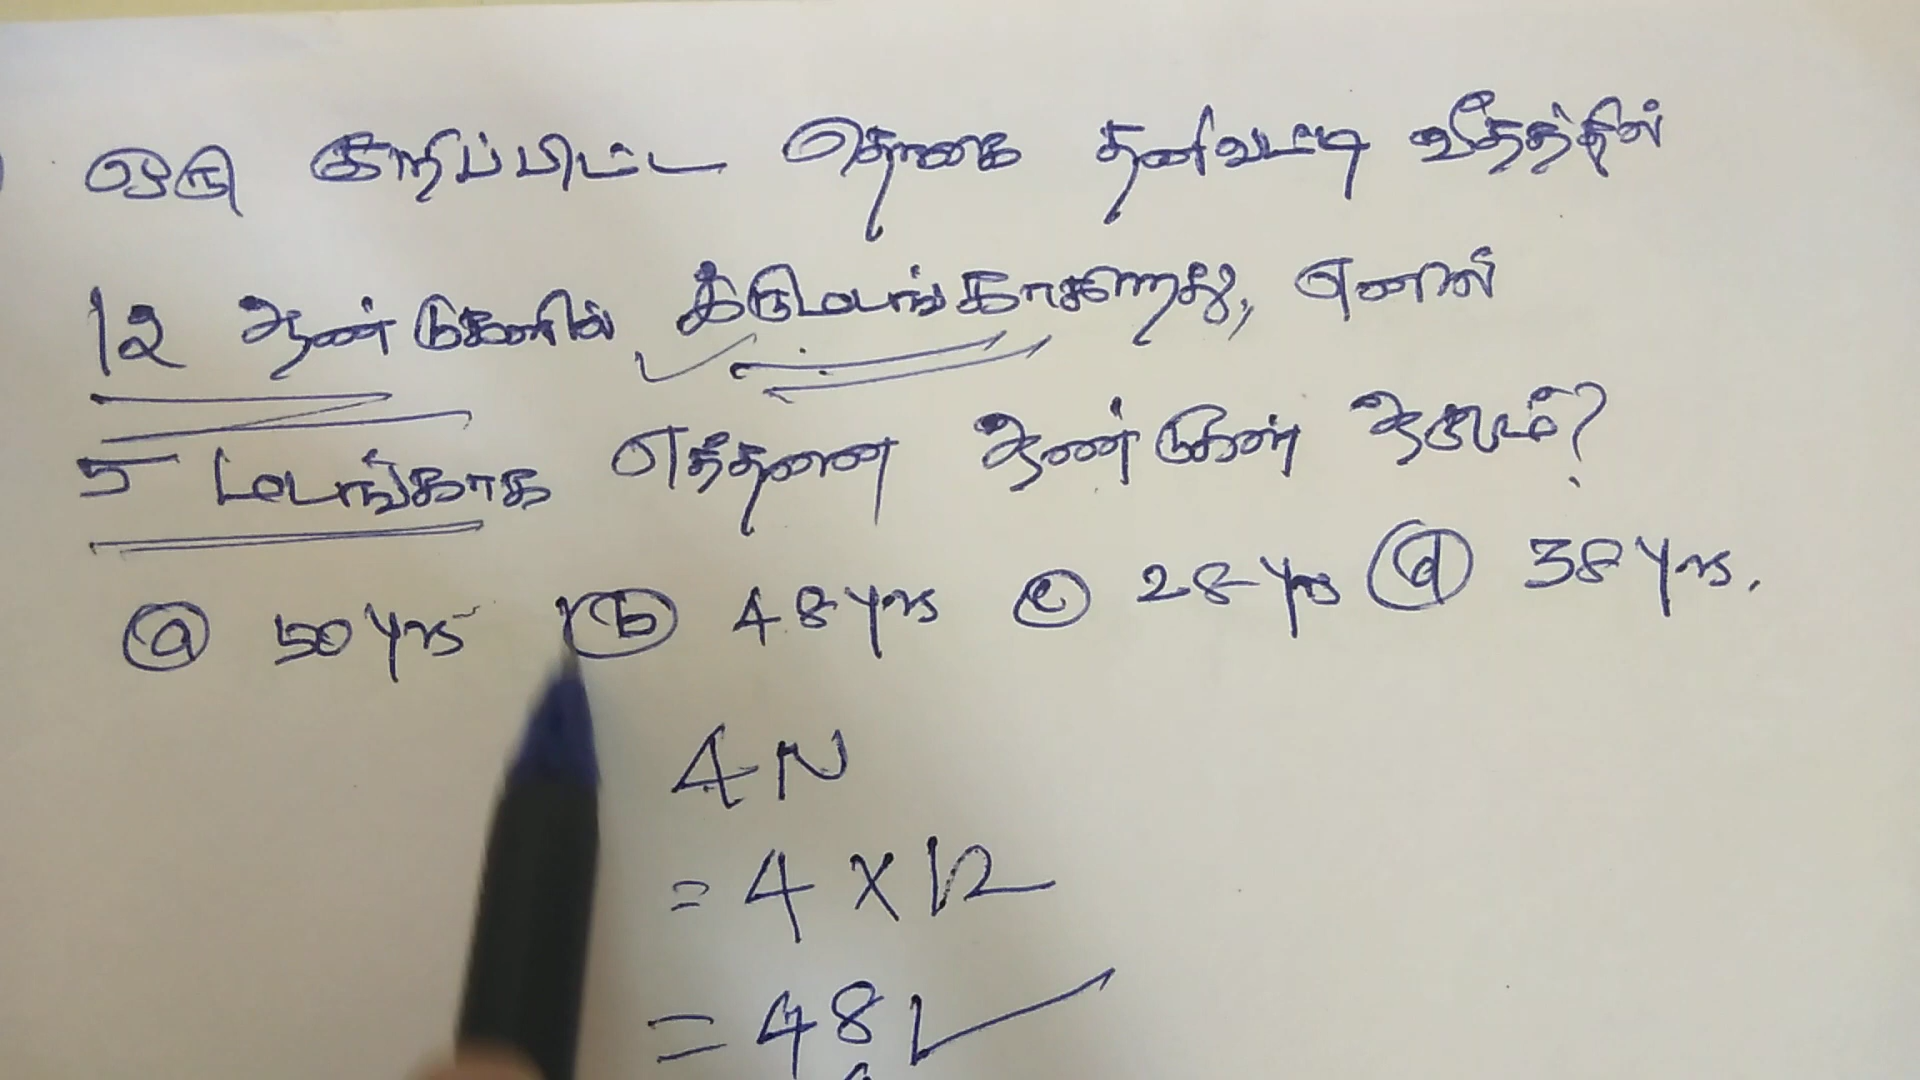 ஒரு குறிப்பிட்ட தொகை தனிவட்டி வீதத்தில்
12 ஆண்டுகளில் இருமடங்காகிறது, எனில்
5 மடங்காக எத்தனை ஆண்டுகள் ஆகும்?
ⓐ 50 yrs ⓑ 48 yrs ⓒ 28 yrs ⓓ 38 yrs.
4N
= 4 X 12
= 48 ✓